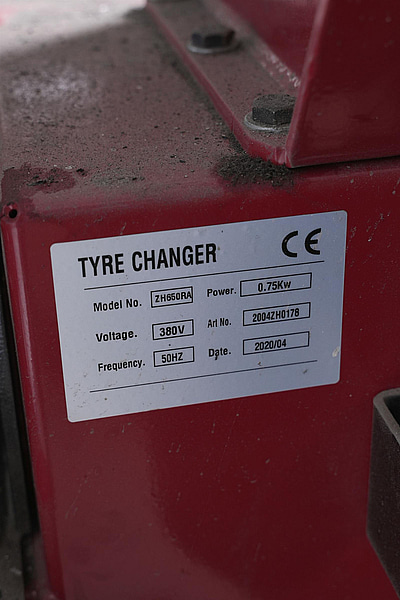 TYRE CHANGER CE
Model No. ZH650RA Power. 0.75Kw
Voltage. 380V Art No. 2004ZH0178
Frequency. 50HZ Date. 2020/04